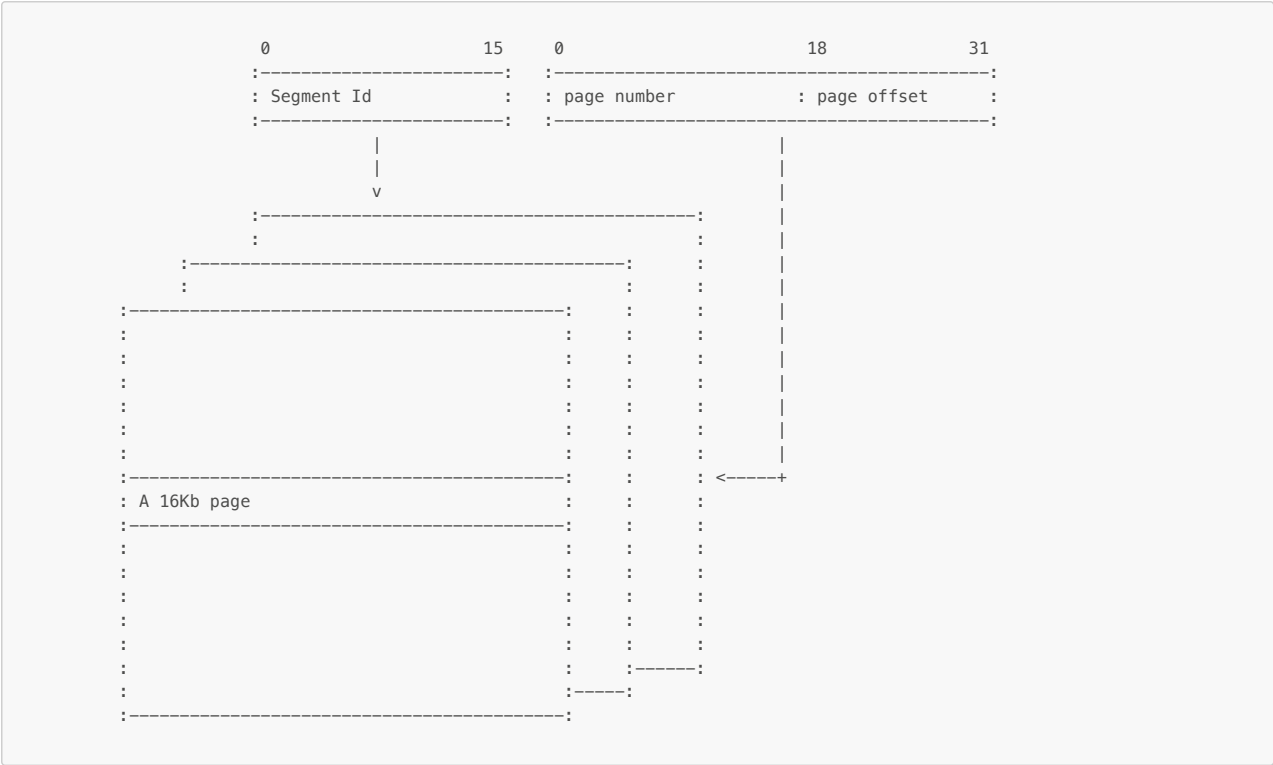 0 15 0 18 31
: Segment Id : : page number : page offset :
A 16Kb page